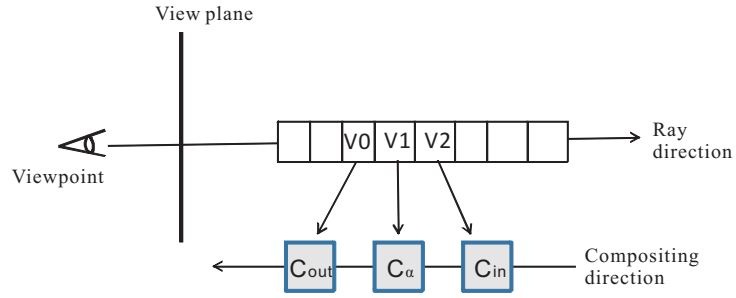 View plane
V0 V1 V2
Ray
direction
Viewpoint
Cout Cα Cin
Compositing
direction